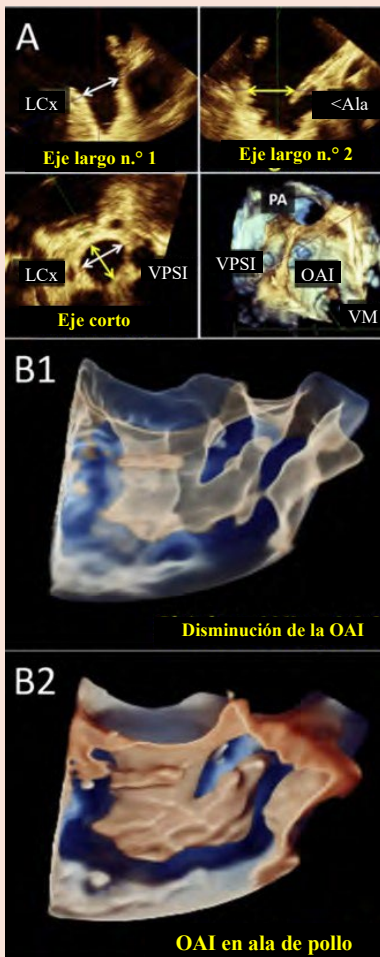 A
LCx
<Ala
Eje largo n.° 1
Eje largo n.° 2
PA
LCx
VPSI
VPSI
OAI
Eje corto
VM
B1
Disminución de la OAI
B2
OAI en ala de pollo